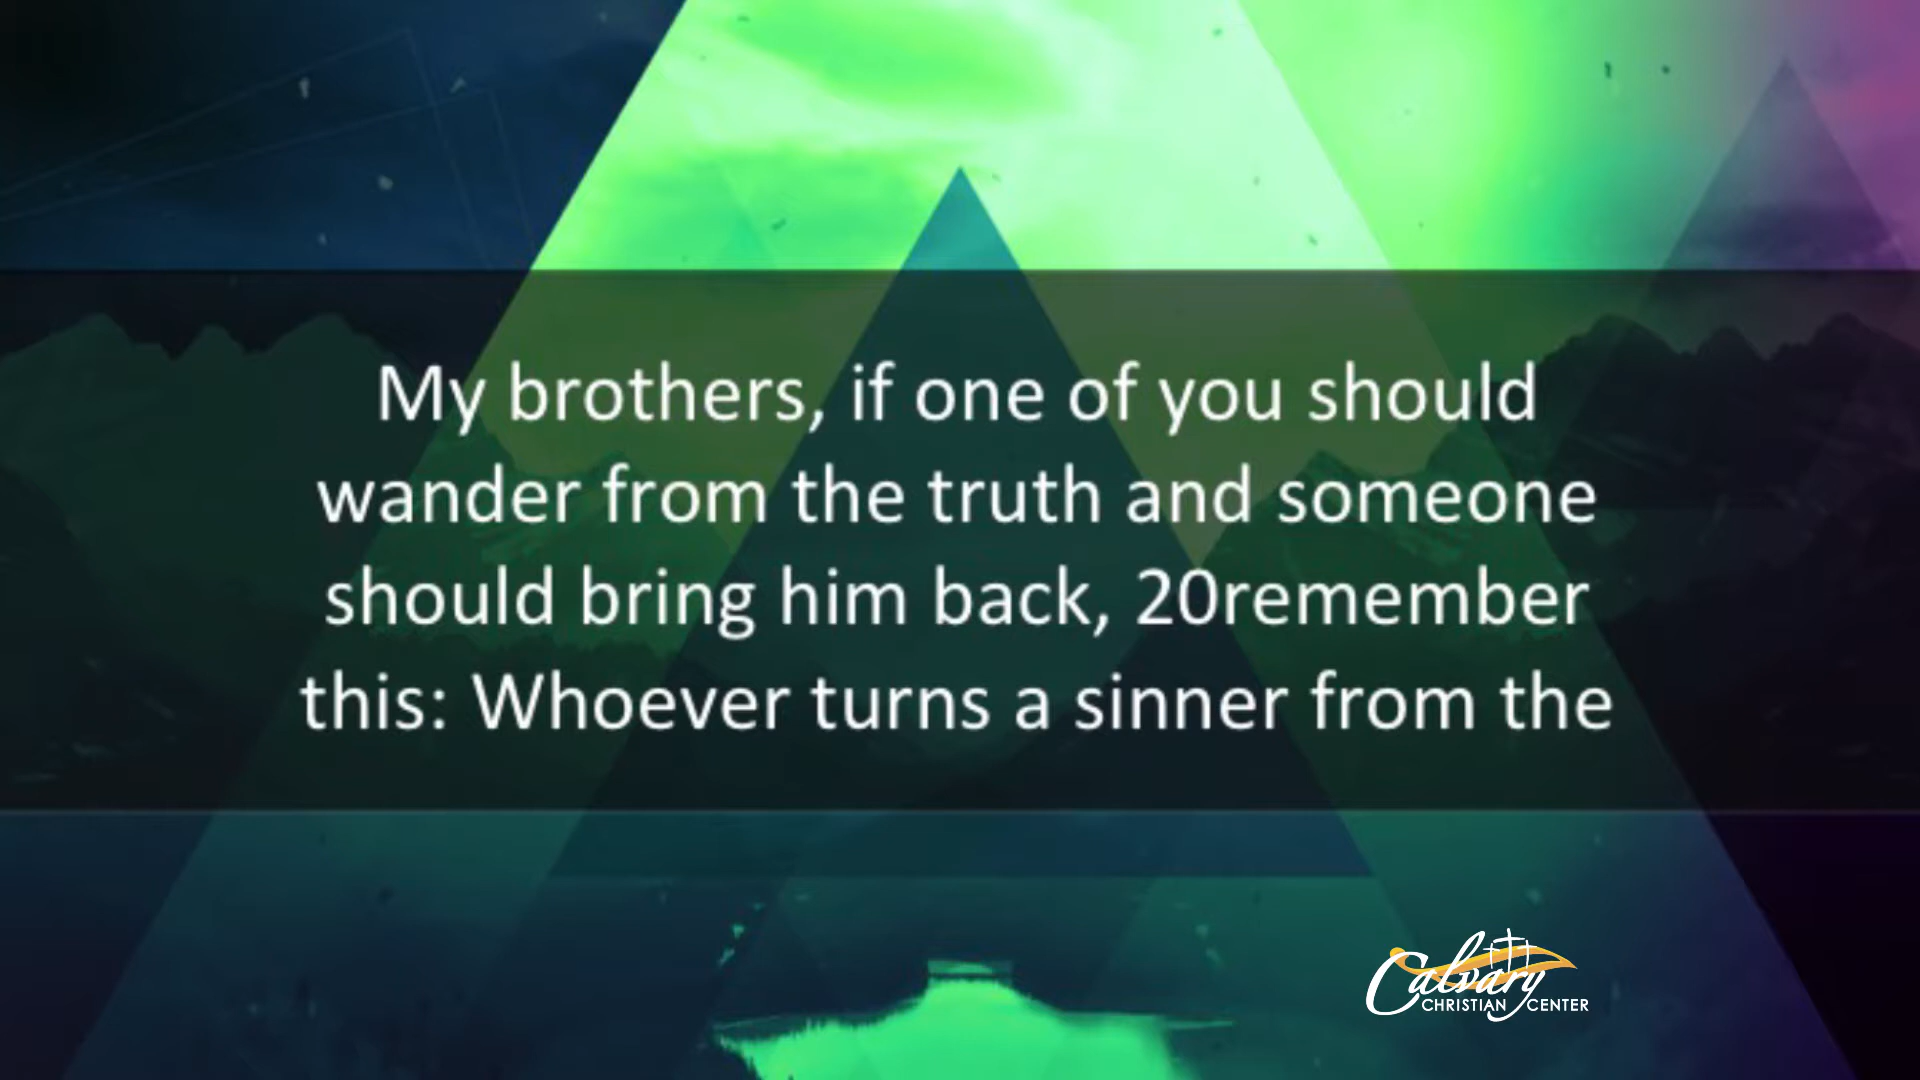 My brothers, if one of you should
wander from the truth and someone
should bring him back, 20remember
this: Whoever turns a sinner from the
Calvary
CHRISTIAN CENTER